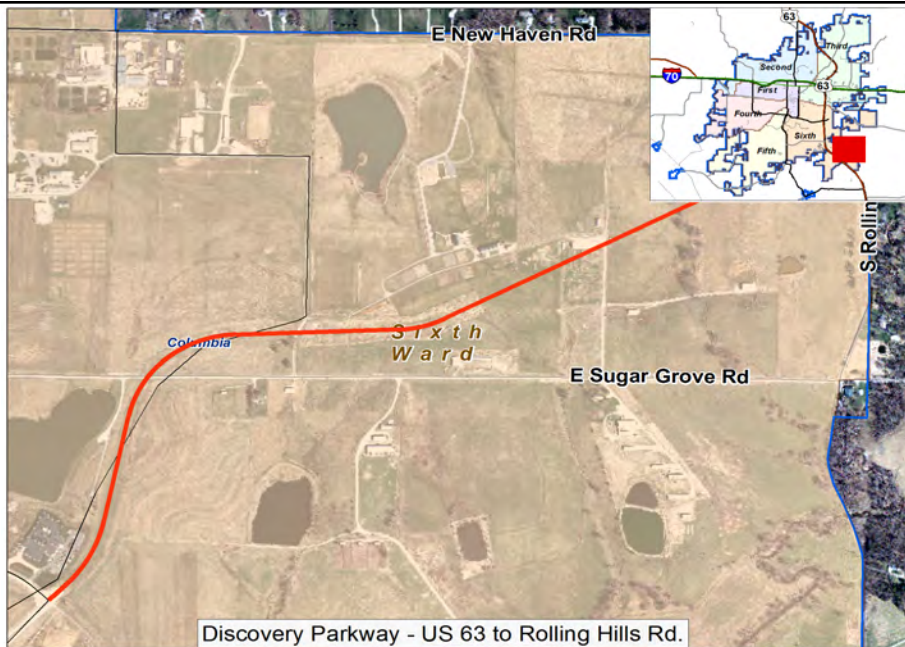 E New Haven Rd
63
Third
Second
70
63
First
Fourth
Sixth
Fifth
S Rollin
Columbia
Sixth
Ward
E Sugar Grove Rd
Discovery Parkway - US 63 to Rolling Hills Rd.